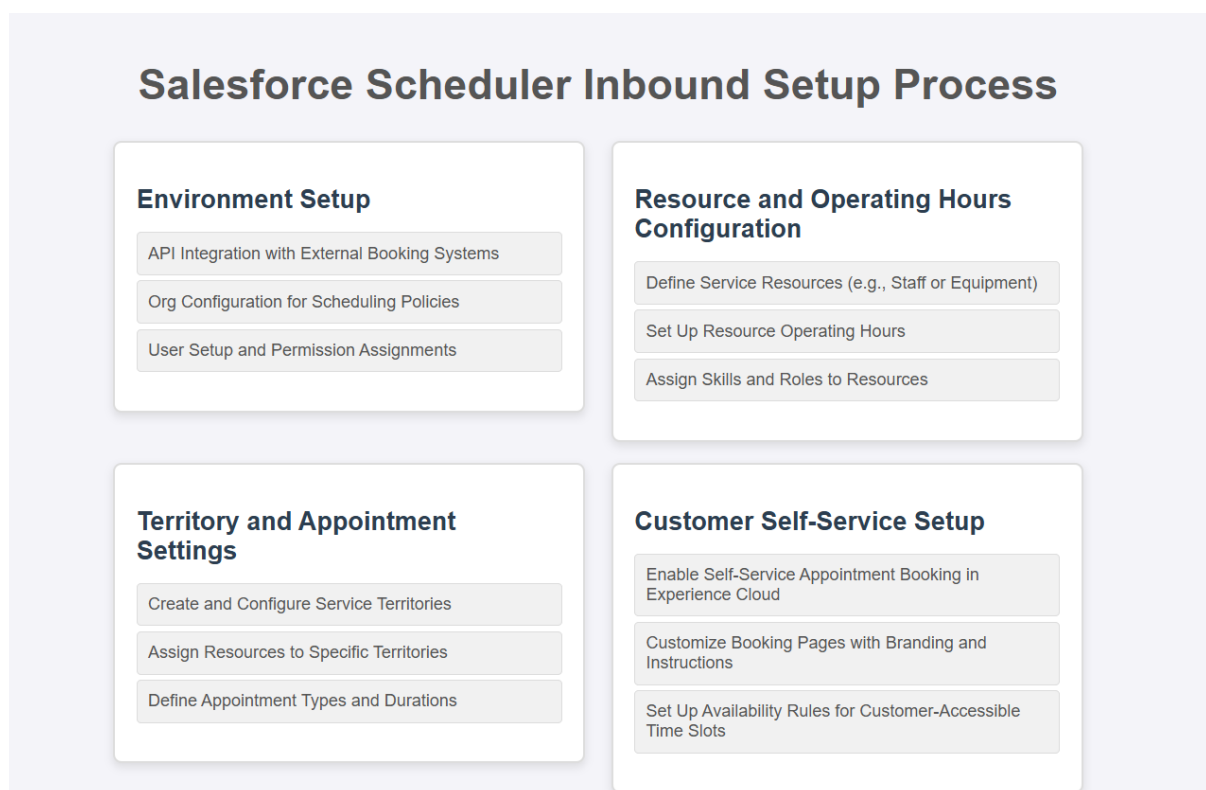 Salesforce Scheduler Inbound Setup Process
Environment Setup
API Integration with External Booking Systems
Org Configuration for Scheduling Policies
User Setup and Permission Assignments
Resource and Operating Hours
Configuration
Define Service Resources (e.g., Staff or Equipment)
Set Up Resource Operating Hours
Assign Skills and Roles to Resources
Territory and Appointment
Settings
Create and Configure Service Territories
Assign Resources to Specific Territories
Define Appointment Types and Durations
Customer Self-Service Setup
Enable Self-Service Appointment Booking in
Experience Cloud
Customize Booking Pages with Branding and
Instructions
Set Up Availability Rules for Customer-Accessible
Time Slots